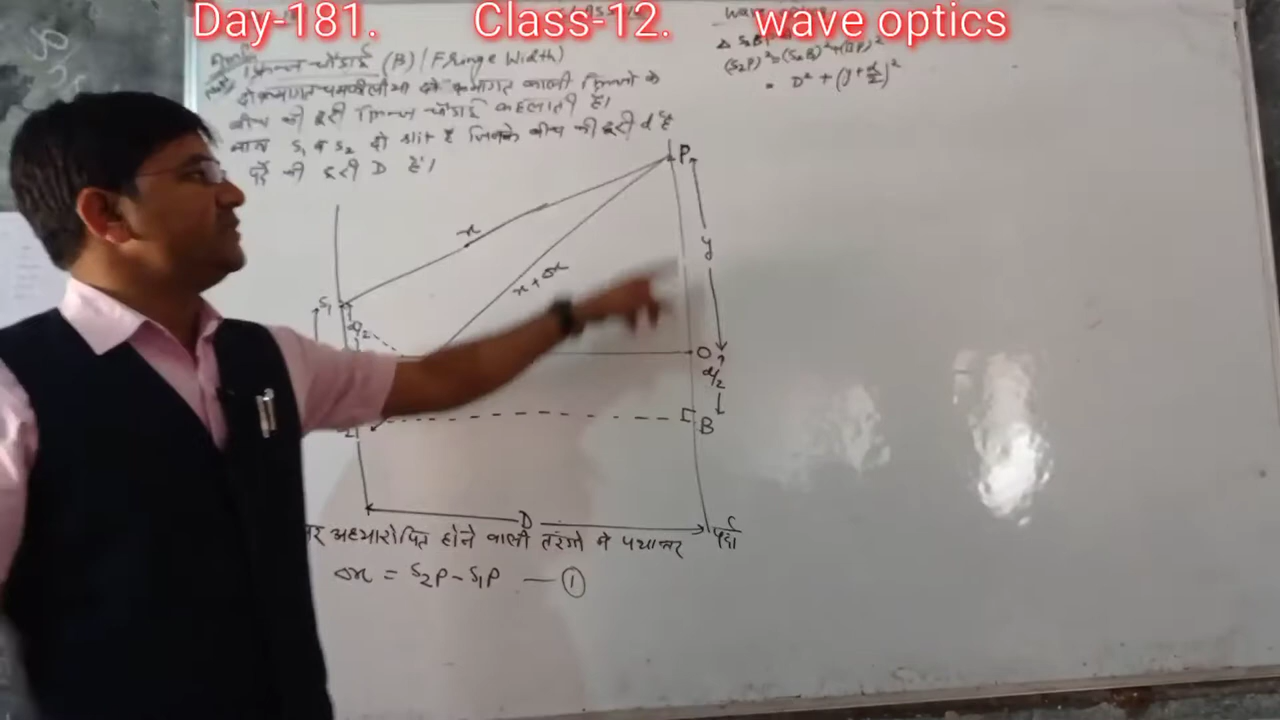 Day-181. Class-12. wave optics
फ्रिन्ज चौडाई (B) / Fringe Width)
दो क्रमागत चमकीली या दो क्रमागत काली फ्रिन्जो के
बीच की दूरी फ्रिन्ज चौडाई कहलाती है।
माना S₁ व S₂ दो slit है जिनके बीच की दूरी d है
पर्दे की दूरी D है।
(S₂P)²=(S₂B)²+(BP)²
= D² + (y+d/2)²
P
x
y
x+Δx
S₁
d/2
O
d/2
B
D
पर्दा
पर अध्यारोपित होने वाली तरंगो मे पथान्तर
Δx = S₂P - S₁P — ①